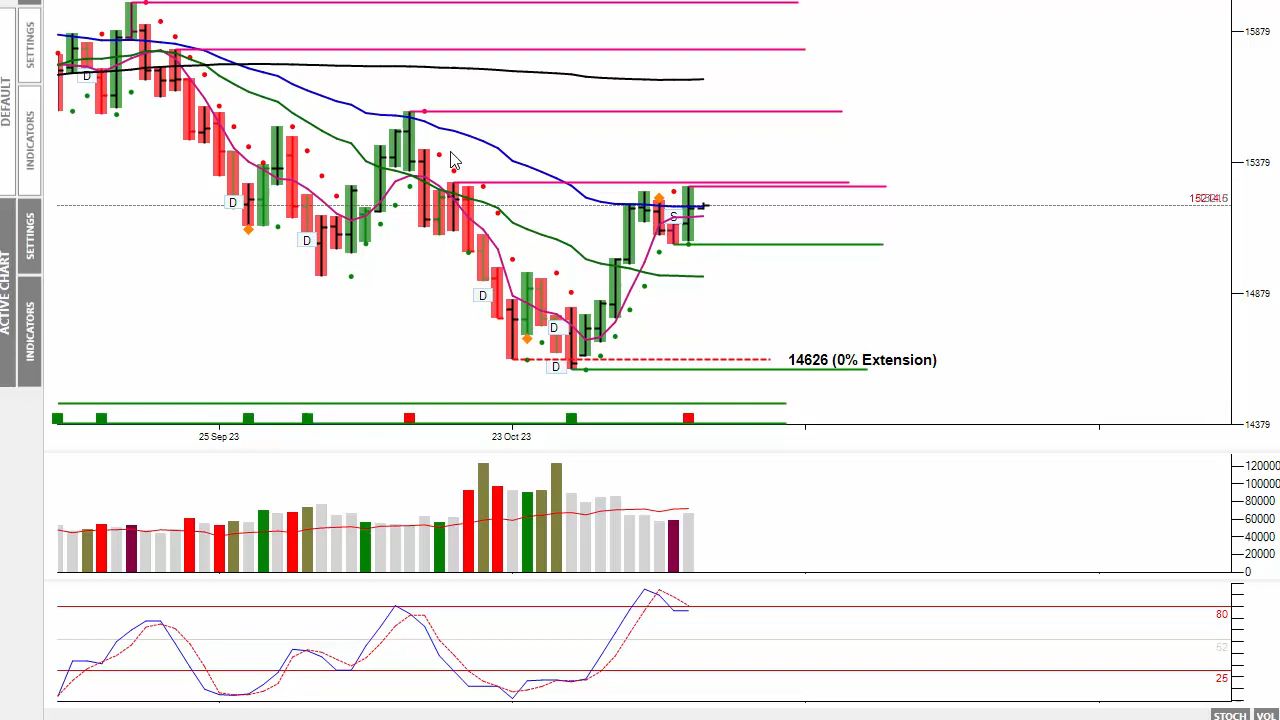 SETTINGS
DEFAULT
INDICATORS
SETTINGS
ACTIVE CHART
INDICATORS
D
D
D
D
D
D
S
14626 (0% Extension)
15879
15379
14879
14379
25 Sep 23
23 Oct 23
120000
100000
80000
60000
40000
20000
0
80
52
25
STOCH
VOL